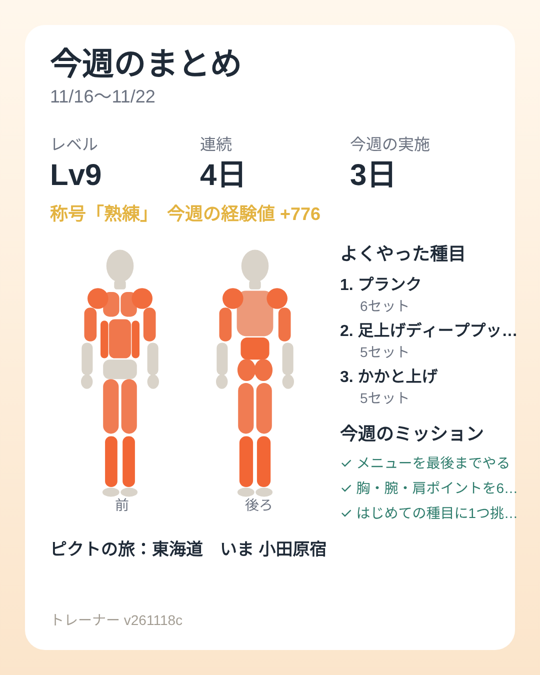 今週のまとめ
11/16〜11/22
レベル 連続 今週の実施
Lv9 4日 3日
称号「熟練」 今週の経験値 +776
よくやった種目
1. プランク
6セット
2. 足上げディーププッ...
5セット
3. かかと上げ
5セット
今週のミッション
✓ メニューを最後までやる
✓ 胸・腕・肩ポイントを6...
✓ はじめての種目に1つ挑...
前 後ろ
ピクトの旅：東海道 いま 小田原宿
トレーナー v261118c